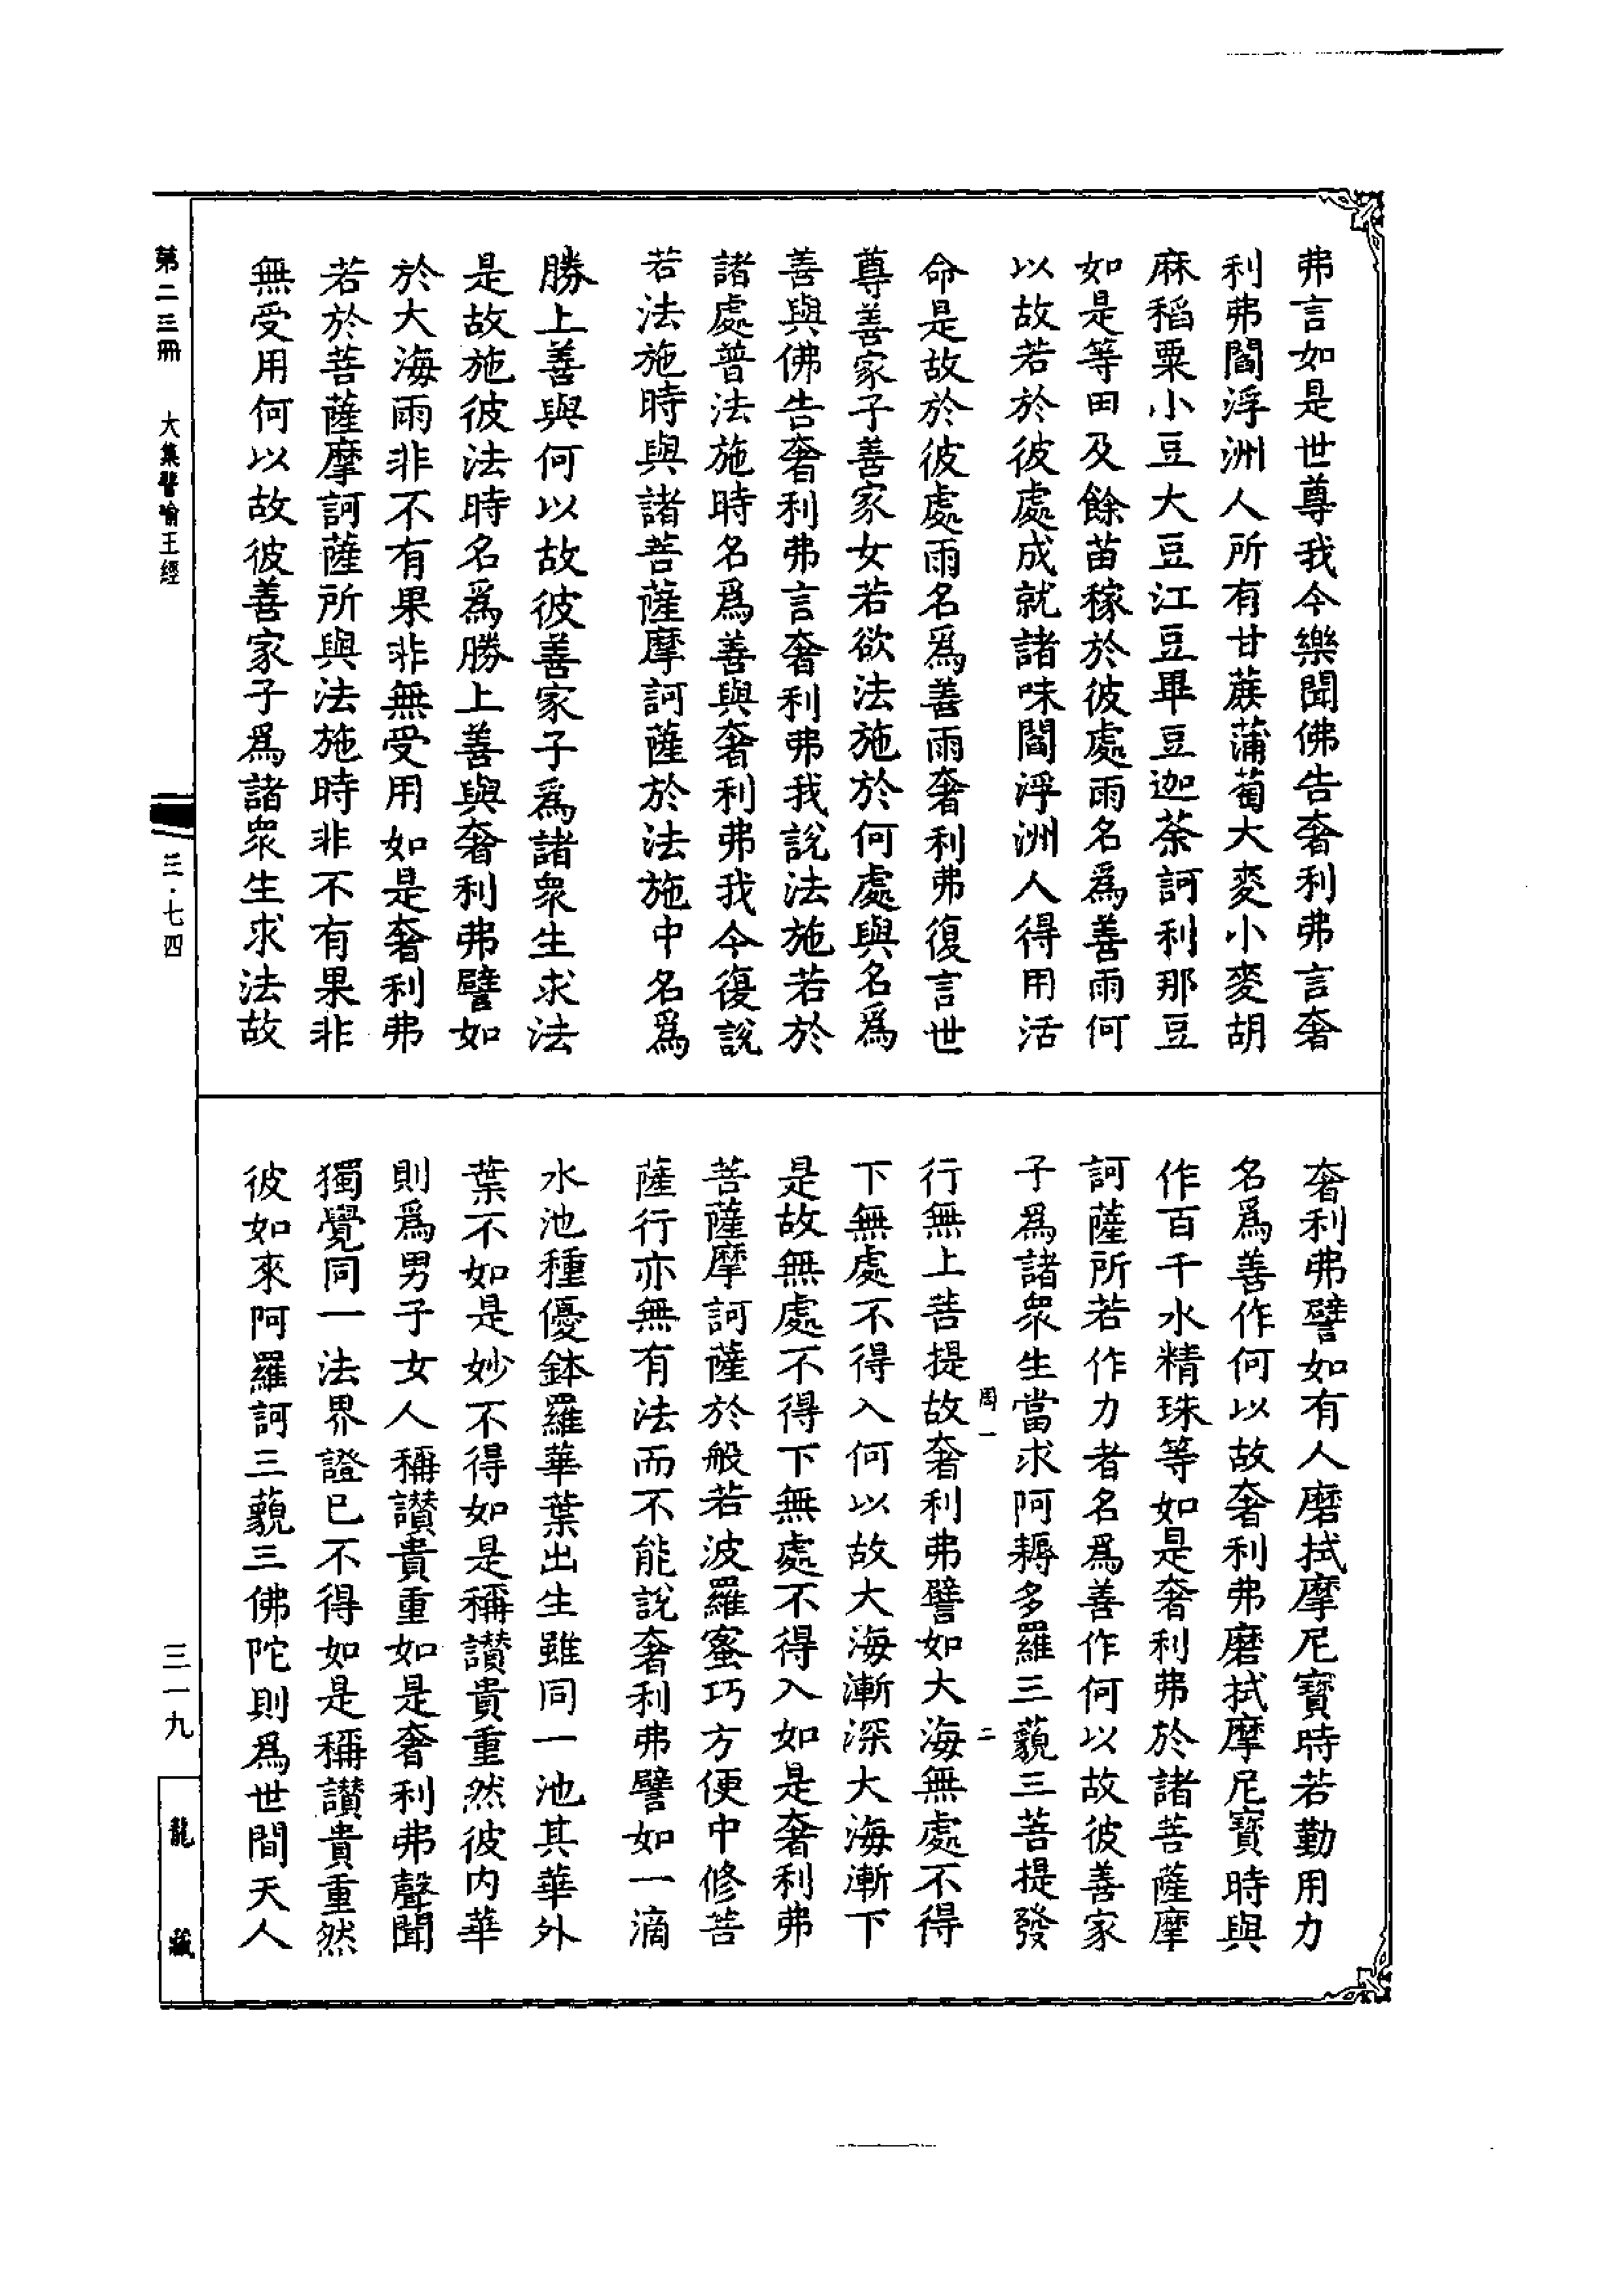 弗言如是世尊我今樂聞佛告奢利弗言奢
利弗閻浮洲人所有甘蔗蒲萄大麥小麥胡
麻稻粟小豆大豆江豆畢豆迦茶訶利那豆
如是等田及餘苗稼於彼處雨名爲善雨何
以故若於彼處成就諸味閻浮洲人得用活
命是故於彼處雨名爲善雨奢利弗復言世
尊善家子善家女若欲法施於何處與名爲
善與佛告奢利弗言奢利弗我說法施若於
諸處普法施時名爲善與奢利弗我今復說
若法施時與諸菩薩摩訶薩於法施中名爲
勝上善與何以故彼善家子爲諸衆生求法
是故施彼法時名爲勝上善與奢利弗譬如
於大海雨非不有果非無受用如是奢利弗
若於菩薩摩訶薩所與法施時非不有果非
無受用何以故彼善家子爲諸衆生求法故
奢利弗譬如有人磨拭摩尼寶時若勤用力
名爲善作何以故奢利弗磨拭摩尼寶時與
作百千水精珠等如是奢利弗於諸菩薩摩
訶薩所若作力者名爲善作何以故彼善家
子爲諸衆生當求阿耨多羅三藐三菩提發
周一 二
行無上菩提故奢利弗譬如大海無處不得
下無處不得入何以故大海漸深大海漸下
是故無處不得下無處不得入如是奢利弗
菩薩摩訶薩於般若波羅蜜巧方便中修菩
薩行亦無有法而不能說奢利弗譬如一滴
水池種優鉢羅華葉出生雖同一池其華外
葉不如是妙不得如是稱讚貴重然彼内華
則爲男子女人稱讚貴重如是奢利弗聲聞
獨覺同一法界證已不得如是稱讚貴重然
彼如來阿羅訶三藐三佛陀則爲世間天人
第二三冊 大集譬喻王經 三·七四 三一九 龍藏